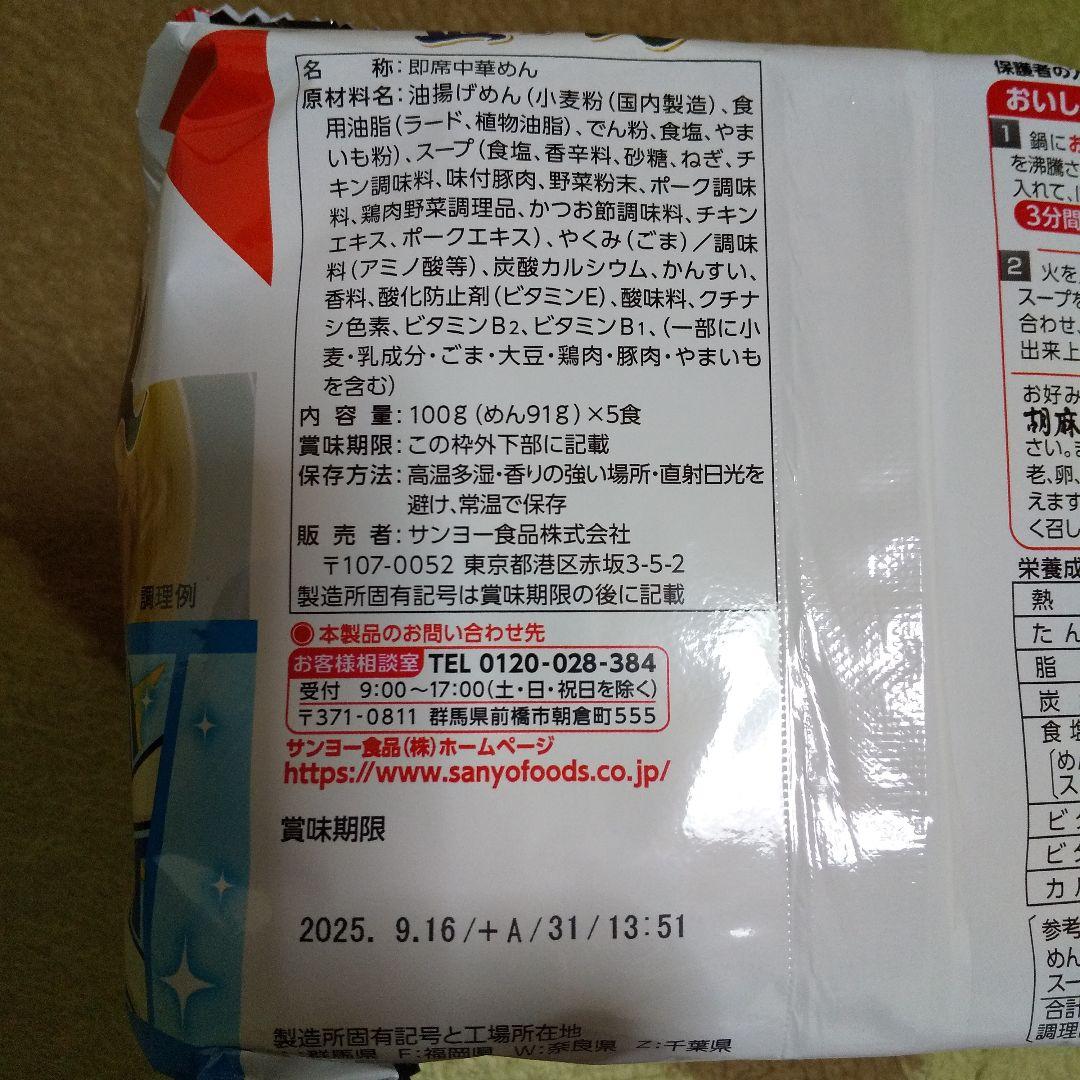 名 称:即席中華めん
原材料名:油揚げめん(小麦粉(国内製造)、食
用油脂(ラード、植物油脂)、でん粉、食塩、やま
いも粉)、スープ(食塩、香辛料、砂糖、ねぎ、チ
キン調味料、味付豚肉、野菜粉末、ポーク調味
料、鶏肉野菜調理品、かつお節調味料、チキン
エキス、ポークエキス)、やくみ(ごま)/調味
料(アミノ酸等)、炭酸カルシウム、かんすい、
香料、酸化防止剤(ビタミンE)、酸味料、クチナ
シ色素、ビタミンB2、ビタミンB1、(一部に小
麦・乳成分・ごま・大豆・鶏肉・豚肉・やまいも
を含む)
内容量:100g(めん91g)×5食
賞味期限:この枠外下部に記載
保存方法:高温多湿・香りの強い場所・直射日光を
避け、常温で保存
販売者:サンヨー食品株式会社
〒107-0052 東京都港区赤坂3-5-2
製造所固有記号は賞味期限の後に記載
●本製品のお問い合わせ先
お客様相談室 TEL 0120-028-384
受付 9:00~17:00(土・日・祝日を除く)
〒371-0811 群馬県前橋市朝倉町555
サンヨー食品(株)ホームページ
https://www.sanyofoods.co.jp/
賞味期限
2025. 9.16/+A/31/13:51
製造所固有記号と工場所在地
群馬県 F:福岡県 W:奈良県 Z:千葉県
調理例
保護者の
おいし
1 鍋にお
を沸騰さ
入れて、
3分間
2 火を
スープを
合わせ、
出来上
お好み
胡麻
さい。
老、卵、
えます
く召し
栄養成
熱
たん
脂
炭
食塩
めん
ス
ビタ
ビタ
カル
参考
めん
スー
合計
調理